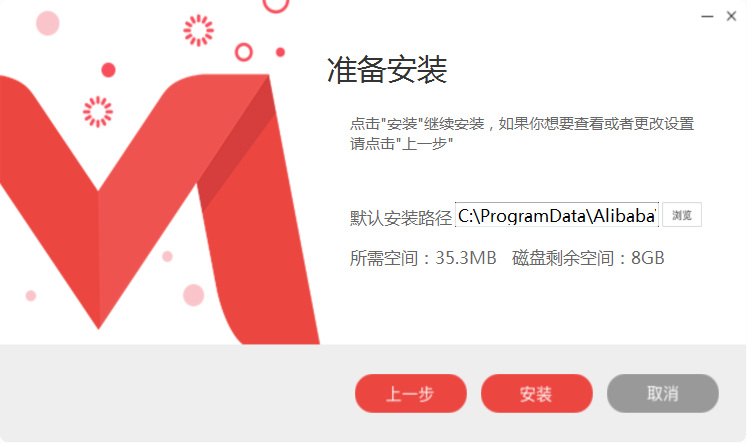 准备安装
点击"安装"继续安装，如果你想要查看或者更改设置
请点击"上一步"
默认安装路径 C:\ProgramData\Alibaba\ 浏览
所需空间：35.3MB 磁盘剩余空间：8GB
上一步 安装 取消